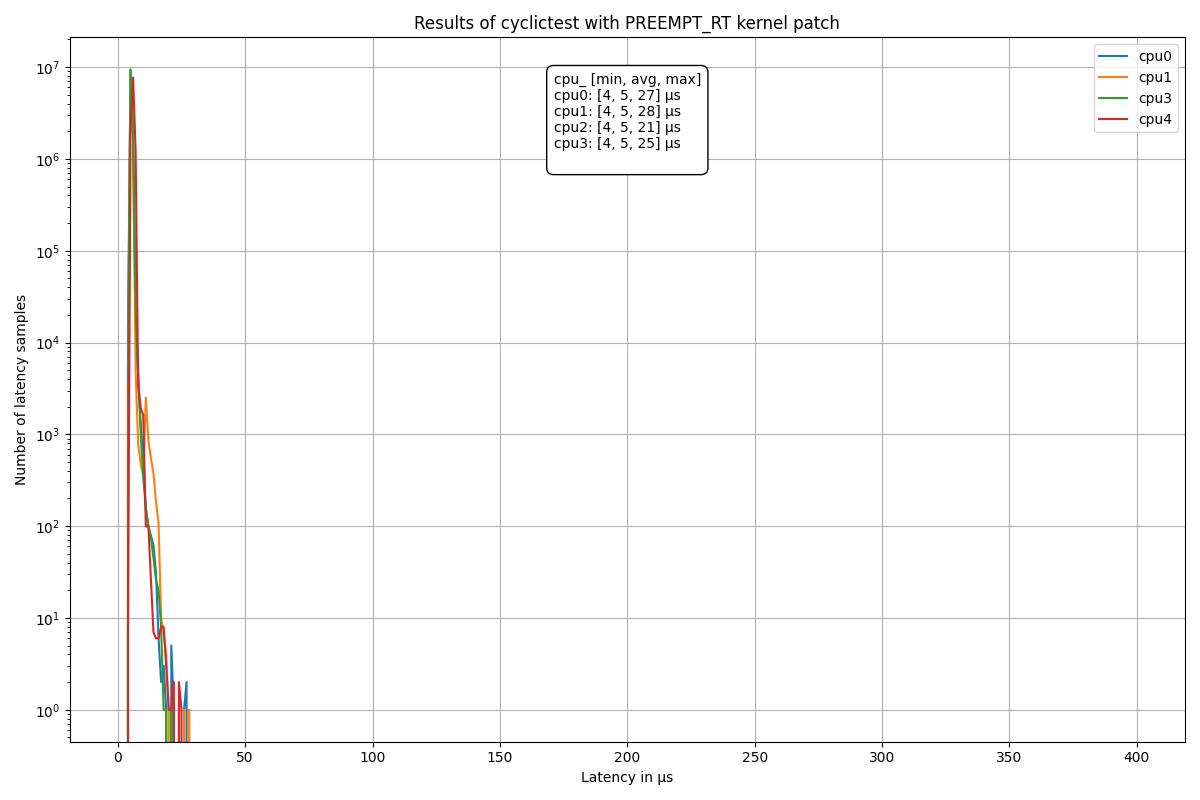 Results of cyclictest with PREEMPT_RT kernel patch
cpu_ [min, avg, max]
cpu0: [4, 5, 27] µs
cpu1: [4, 5, 28] µs
cpu2: [4, 5, 21] µs
cpu3: [4, 5, 25] µs
cpu0
cpu1
cpu3
cpu4
Number of latency samples
10⁷
10⁶
10⁵
10⁴
10³
10²
10¹
10⁰
0 50 100 150 200 250 300 350 400
Latency in µs